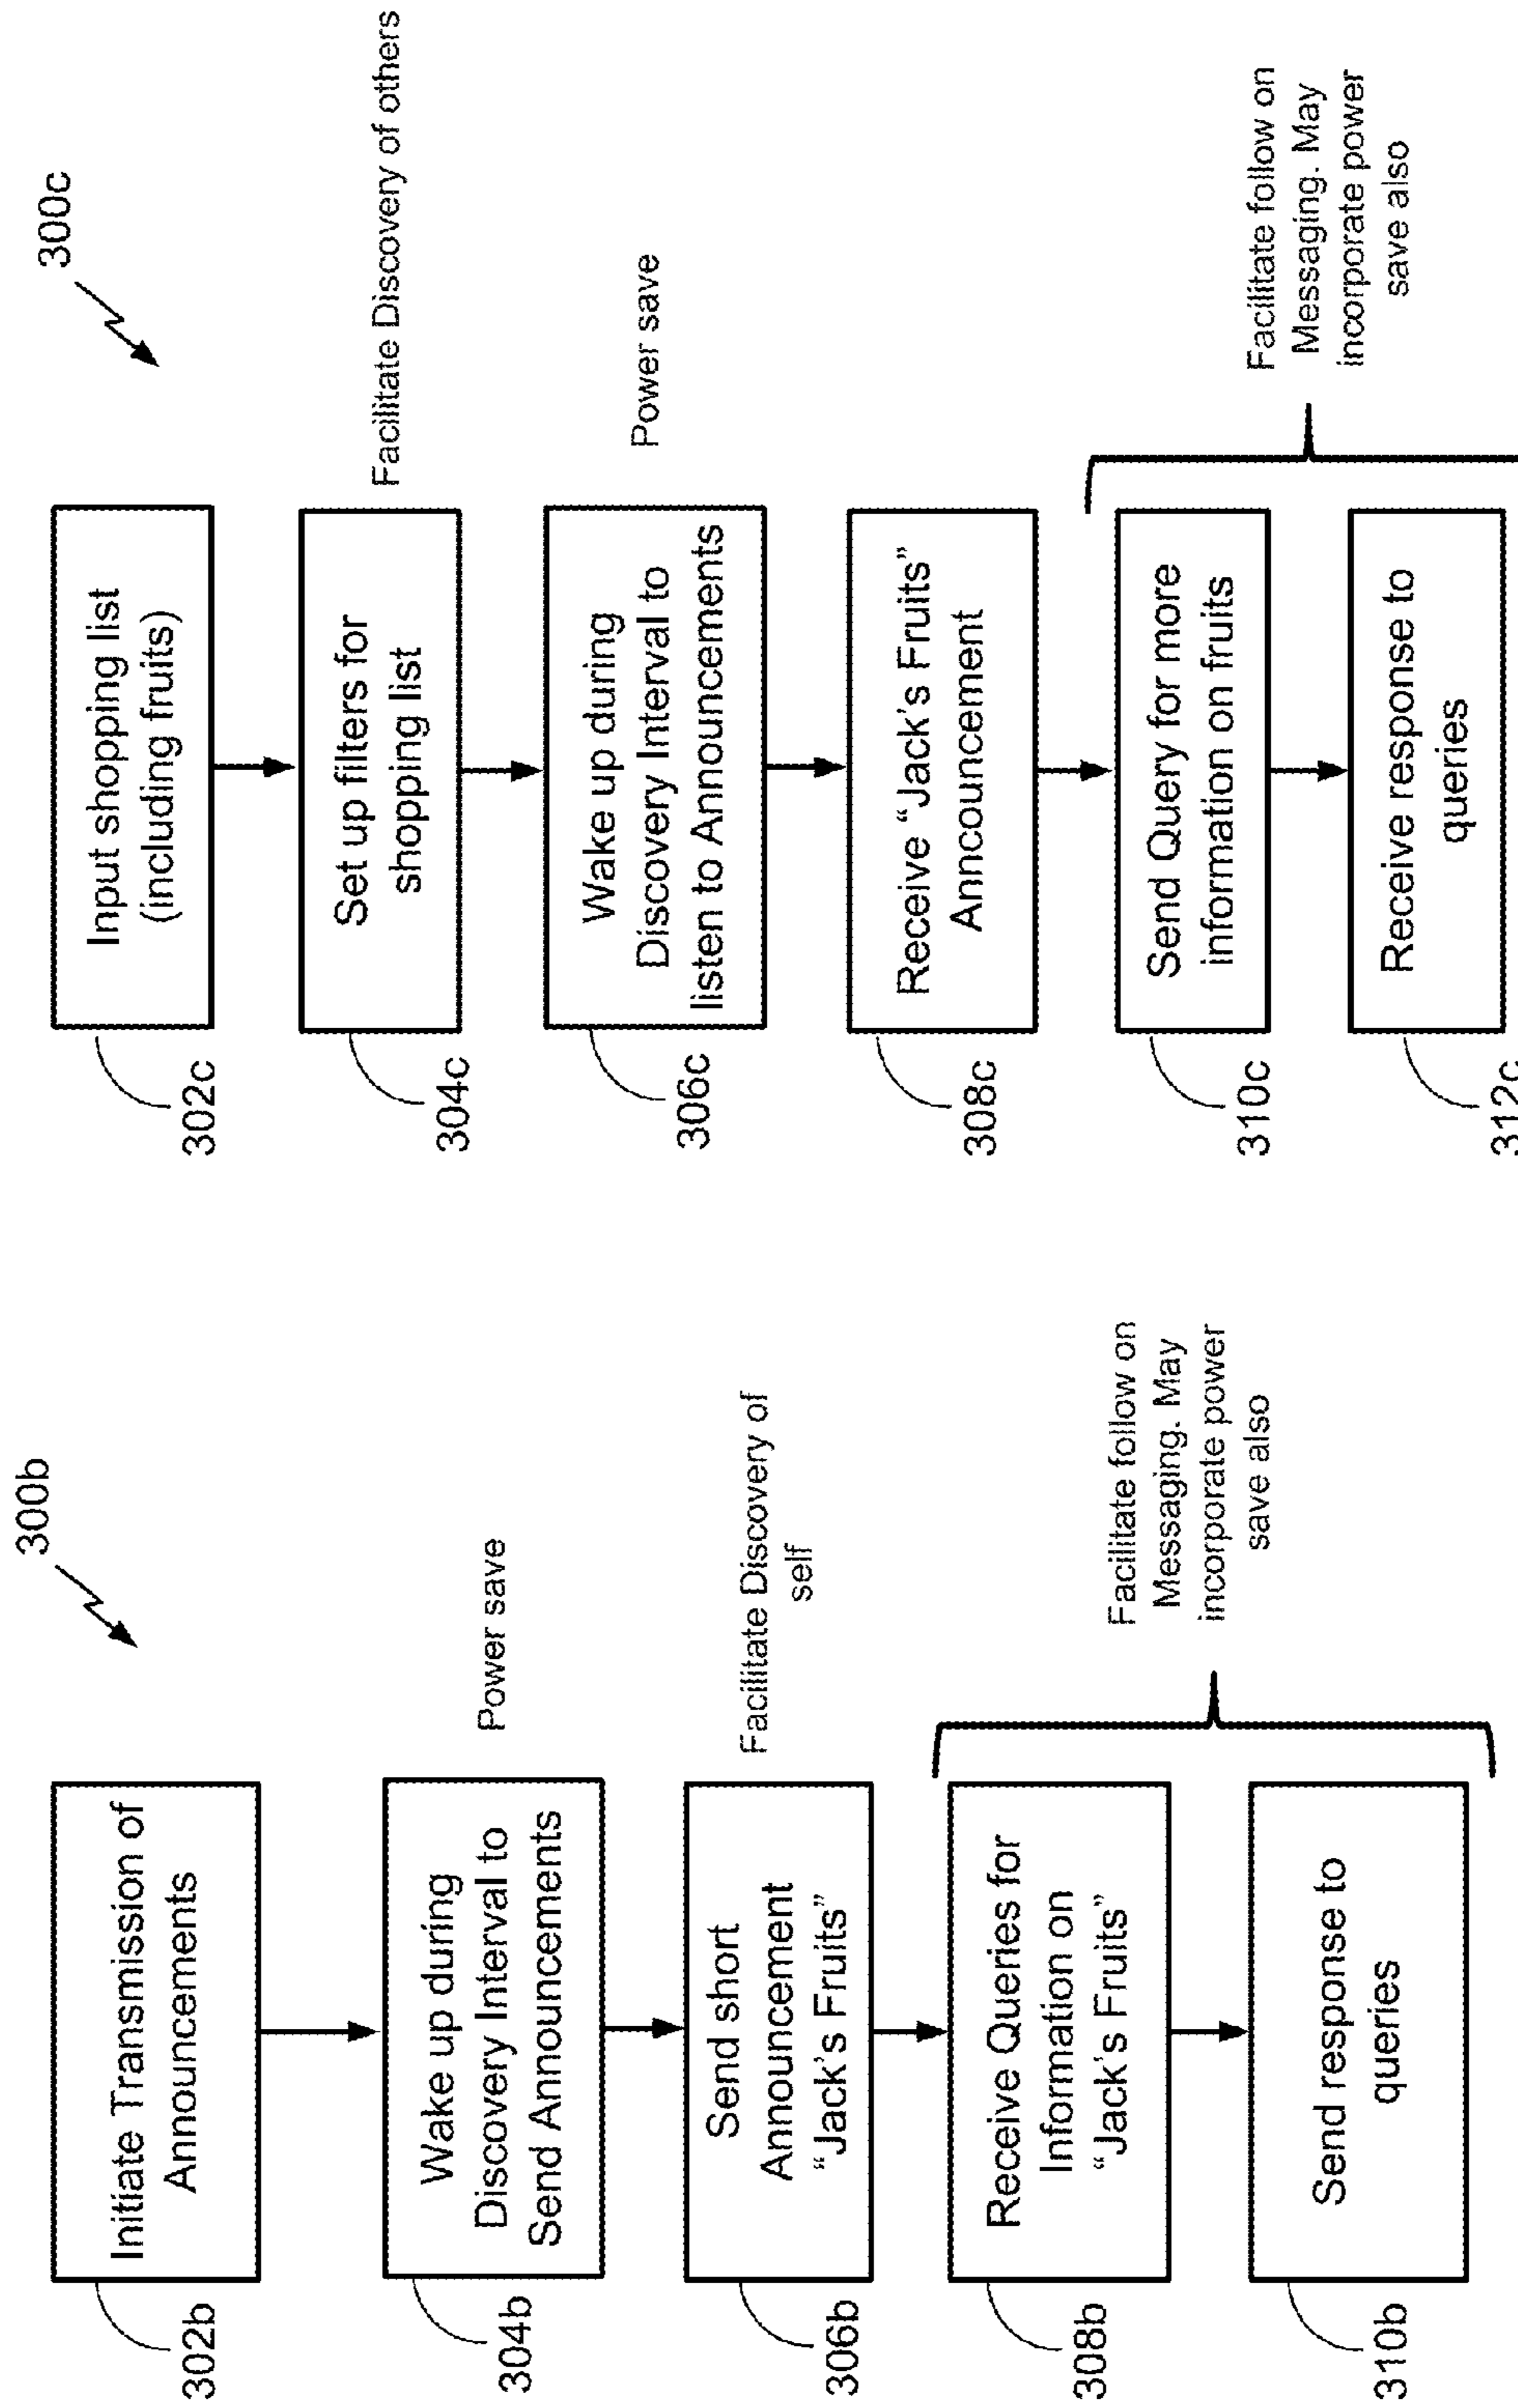 300b
302b
Initiate Transmission of
Announcements
304b
Wake up during
Discovery Interval to
Send Announcements
Power save
306b
Send short
Announcement
“Jack’s Fruits”
Facilitate Discovery of
self
308b
Receive Queries for
Information on
“Jack’s Fruits”
310b
Send response to
queries
Facilitate follow on
Messaging. May
incorporate power
save also
300c
302c
Input shopping list
(including fruits)
304c
Set up filters for
shopping list
Facilitate Discovery of others
306c
Wake up during
Discovery Interval to
listen to Announcements
Power save
308c
Receive “Jack’s Fruits”
Anncouncement
310c
Send Query for more
information on fruits
312c
Receive response to
queries
Facilitate follow on
Messaging. May
incorporate power
save also